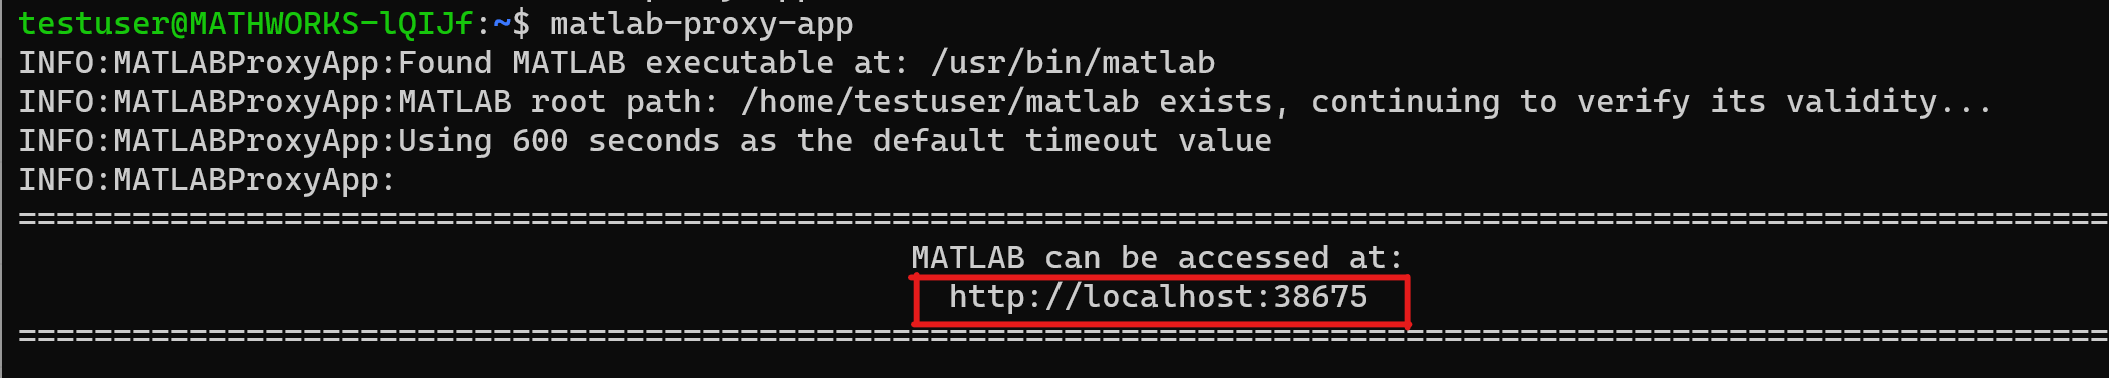 testuser@MATHWORKS-lQIJf:~$ matlab-proxy-app
INFO:MATLABProxyApp:Found MATLAB executable at: /usr/bin/matlab
INFO:MATLABProxyApp:MATLAB root path: /home/testuser/matlab exists, continuing to verify its validity...
INFO:MATLABProxyApp:Using 600 seconds as the default timeout value
INFO:MATLABProxyApp:
==============================================================================================================
MATLAB can be accessed at:
http://localhost:38675
==============================================================================================================